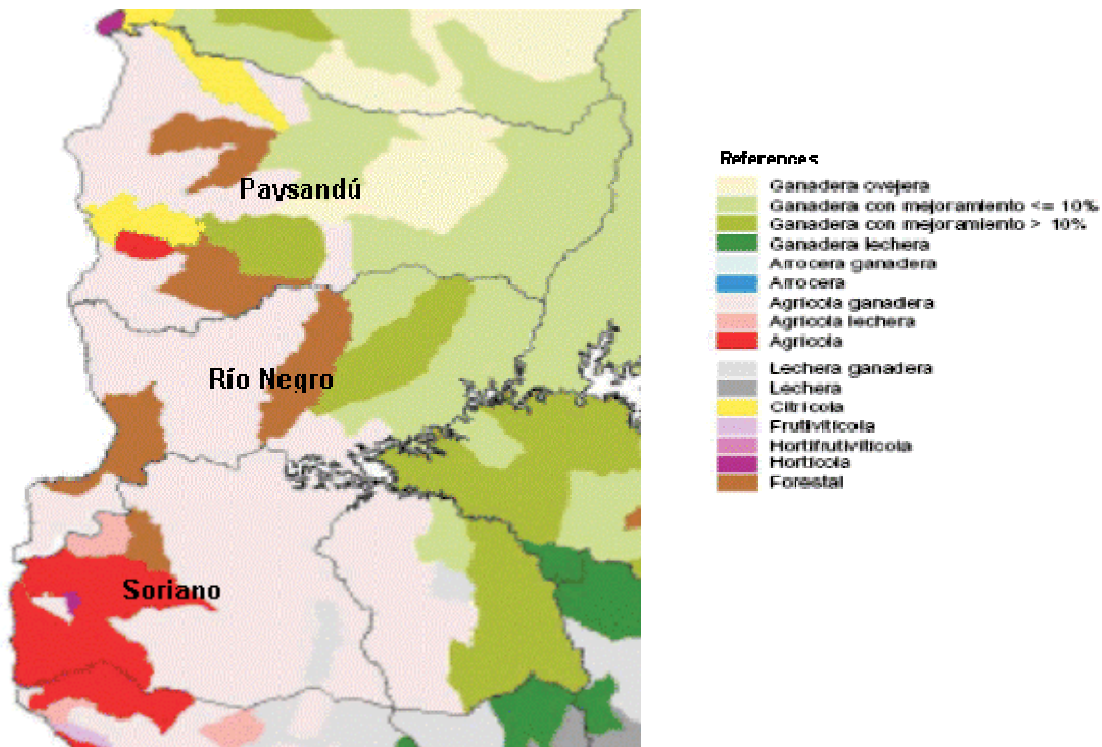 Paysandú
Río Negro
Soriano
References
Ganadera ovejera
Ganadera con mejoramiento <= 10%
Ganadera con mejoramiento > 10%
Ganadera lechera
Arrocera ganadera
Arrocera
Agrícola ganadera
Agrícola lechera
Agrícola
Lechera ganadera
Lechera
Citrícola
Frutivitícola
Hortifrutivitícola
Hortícola
Forestal